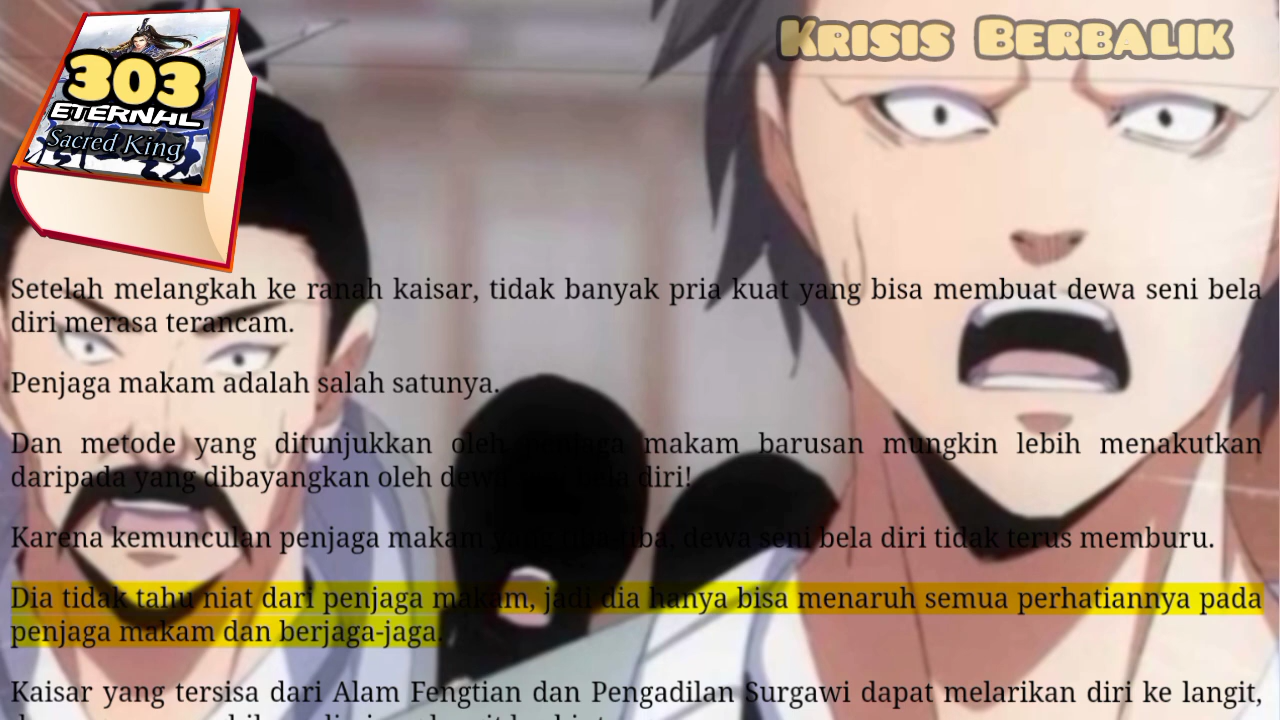 Krisis Berbalik
303
ETERNAL
Sacred King
Setelah melangkah ke ranah kaisar, tidak banyak pria kuat yang bisa membuat dewa seni bela
diri merasa terancam.
Penjaga makam adalah salah satunya.
Dan metode yang ditunjukkan oleh penjaga makam barusan mungkin lebih menakutkan
daripada yang dibayangkan oleh dewa bela diri!
Karena kemunculan penjaga makam yang tiba-tiba, dewa seni bela diri tidak terus memburu.
Dia tidak tahu niat dari penjaga makam, jadi dia hanya bisa menaruh semua perhatiannya pada
penjaga makam dan berjaga-jaga.
Kaisar yang tersisa dari Alam Fengtian dan Pengadilan Surgawi dapat melarikan diri ke langit,